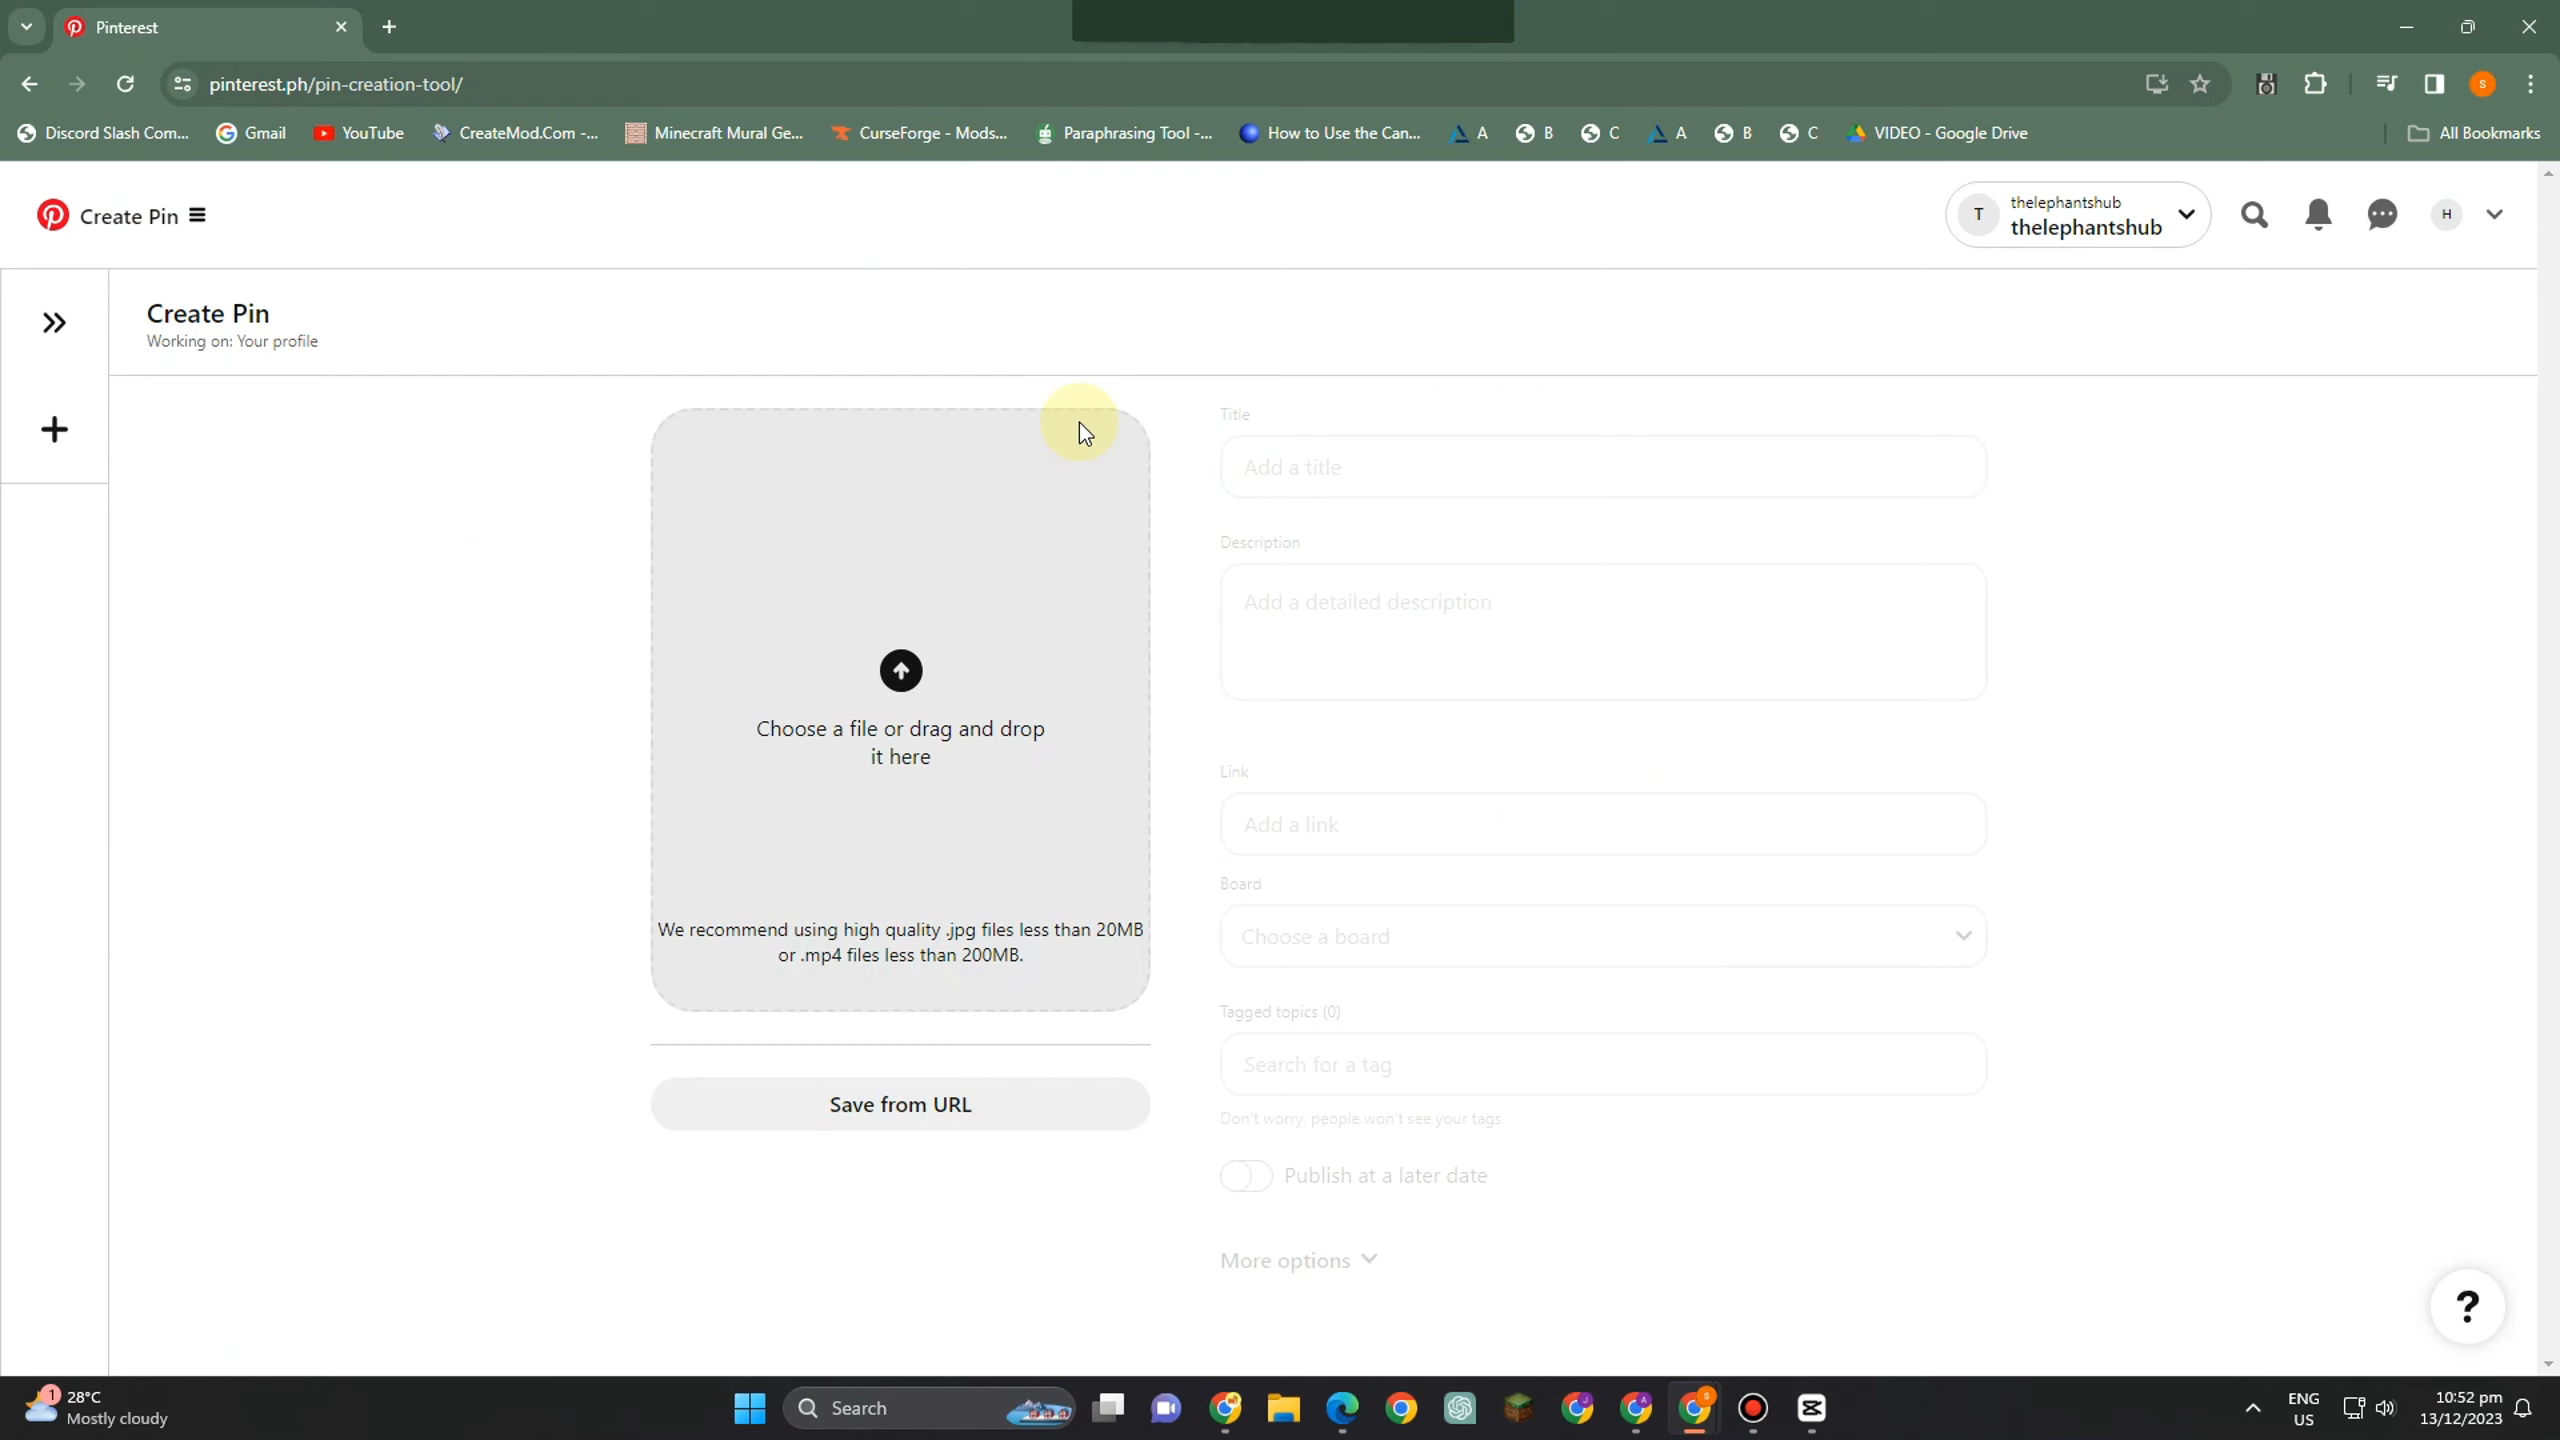 Pinterest
pinterest.ph/pin-creation-tool/
S
Discord Slash Com...
Gmail
YouTube
CreateMod.Com -...
Minecraft Mural Ge...
CurseForge - Mods...
Paraphrasing Tool -...
How to Use the Can...
A
B
C
A
B
C
VIDEO - Google Drive
All Bookmarks
Create Pin
T
thelephantshub
thelephantshub
H
Create Pin
Working on: Your profile
Choose a file or drag and drop
it here
We recommend using high quality .jpg files less than 20MB
or .mp4 files less than 200MB.
Save from URL
Title
Add a title
Description
Add a detailed description
Link
Add a link
Board
Choose a board
Tagged topics (0)
Search for a tag
Don't worry, people won't see your tags
Publish at a later date
More options
?
1
28°C
Mostly cloudy
Search
J
A
S
ENG
US
10:52 pm
13/12/2023